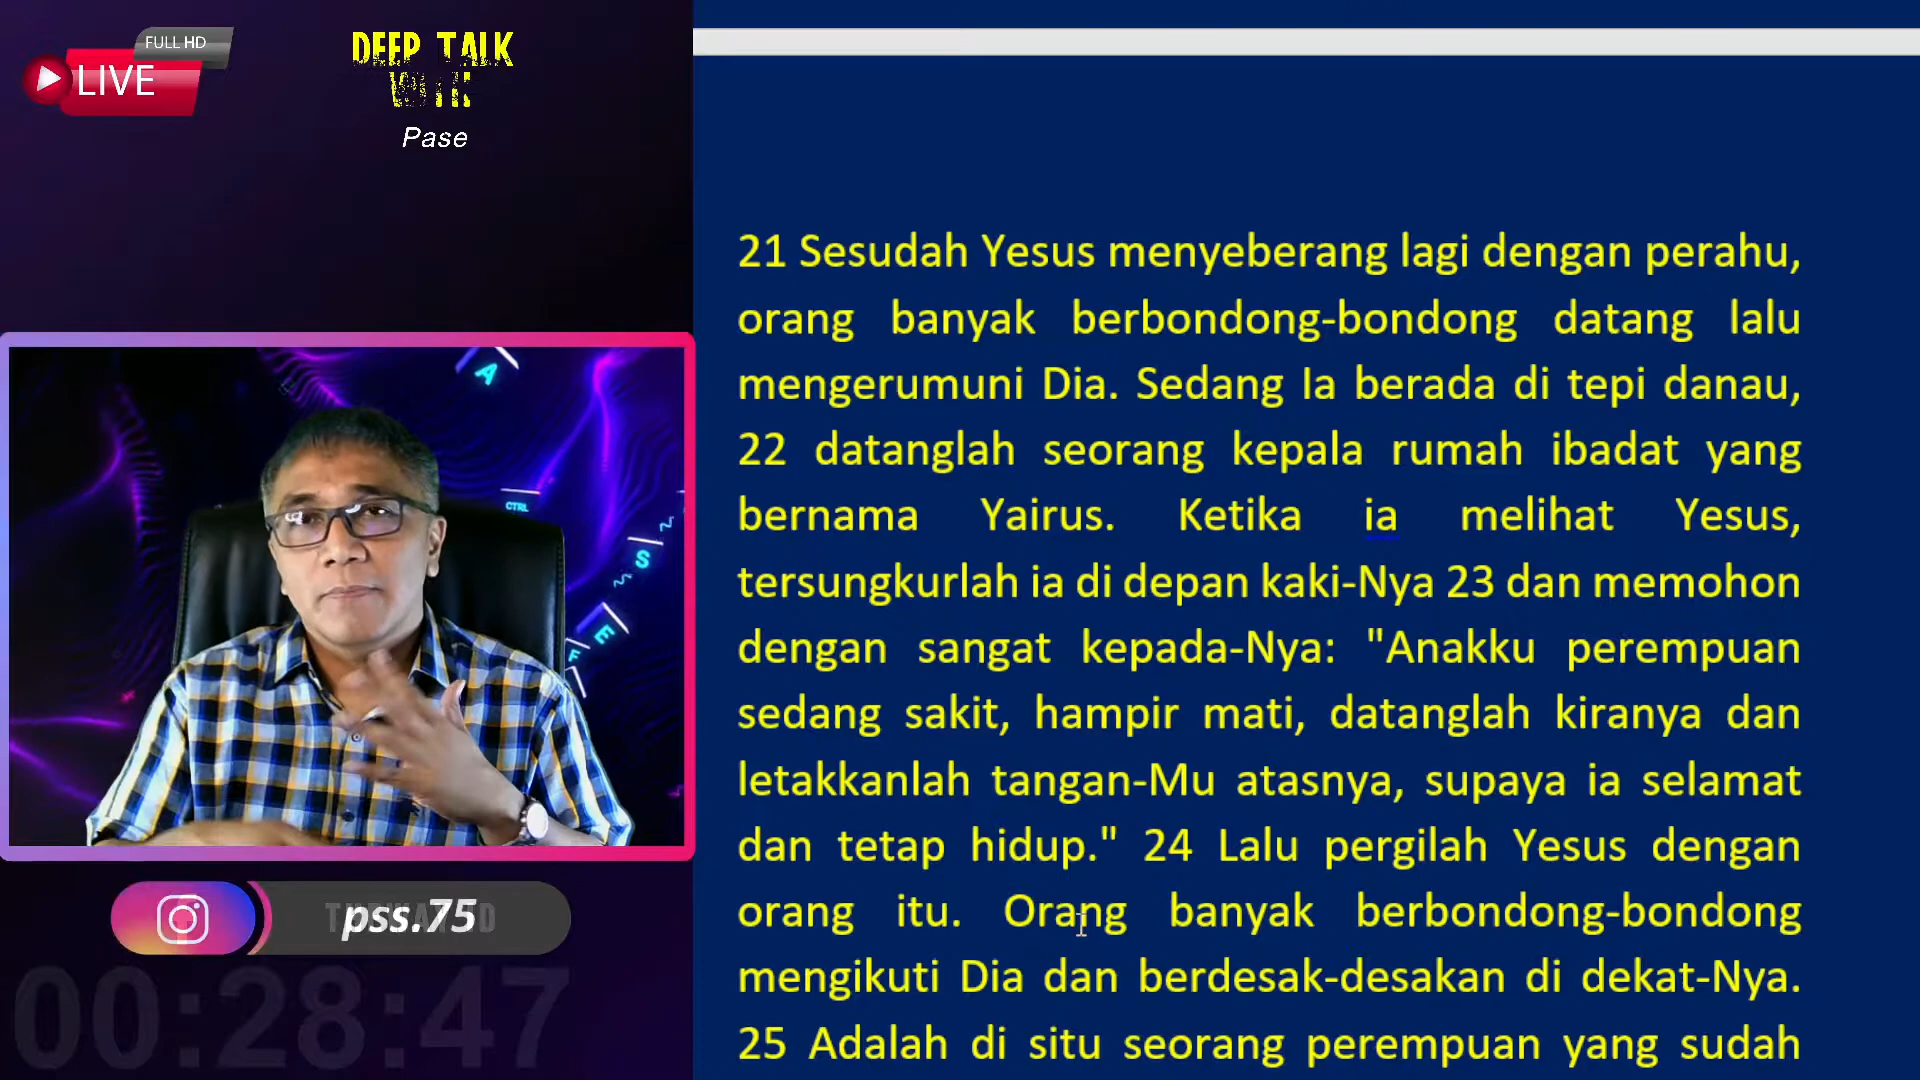 FULL HD
LIVE
DEEP TALK
WITH
Pase
21 Sesudah Yesus menyeberang lagi dengan perahu,
orang banyak berbondong-bondong datang lalu
mengerumuni Dia. Sedang Ia berada di tepi danau,
22 datanglah seorang kepala rumah ibadat yang
bernama Yairus. Ketika ia melihat Yesus,
tersungkurlah ia di depan kaki-Nya 23 dan memohon
dengan sangat kepada-Nya: "Anakku perempuan
sedang sakit, hampir mati, datanglah kiranya dan
letakkanlah tangan-Mu atasnya, supaya ia selamat
dan tetap hidup." 24 Lalu pergilah Yesus dengan
orang itu. Orang banyak berbondong-bondong
mengikuti Dia dan berdesak-desakan di dekat-Nya.
25 Adalah di situ seorang perempuan yang sudah
A
CTRL
S
E
F
pss.75
00:28:47